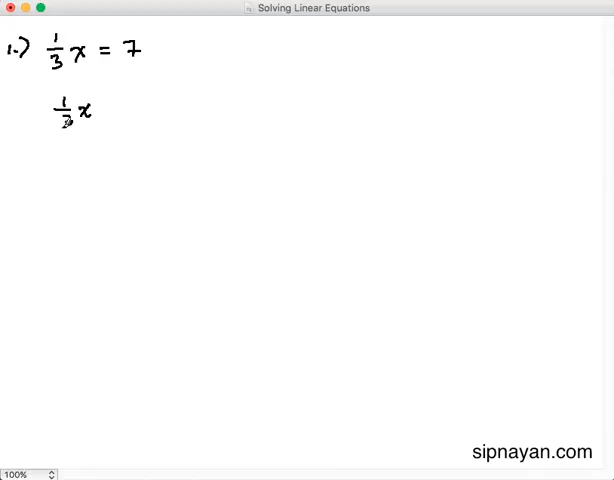 Solving Linear Equations
1.) 1/3 x = 7
1/3 x
sipnayan.com
100%